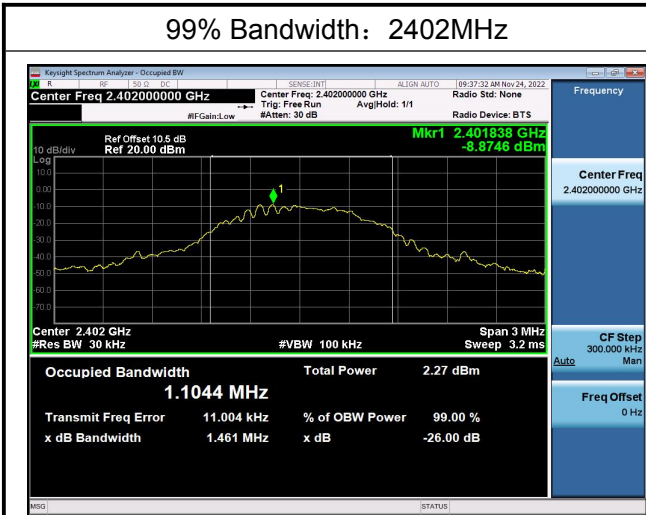 99% Bandwidth：2402MHz
Keysight Spectrum Analyzer - Occupied BW
R RF 50 Ω DC SENSE:INT ALIGN AUTO 09:37:32 AM Nov 24, 2022
Center Freq 2.402000000 GHz Center Freq: 2.402000000 GHz Radio Std: None
Trig: Free Run Avg|Hold: 1/1
#IFGain:Low #Atten: 30 dB Radio Device: BTS
Frequency
Ref Offset 10.5 dB Mkr1 2.401838 GHz
10 dB/div Ref 20.00 dBm -8.8746 dBm
Log
10.0
0.00
1
-10.0
-20.0
-30.0
-40.0
-50.0
-60.0
-70.0
Center 2.402 GHz Span 3 MHz
#Res BW 30 kHz #VBW 100 kHz Sweep 3.2 ms
Occupied Bandwidth Total Power 2.27 dBm
1.1044 MHz
Transmit Freq Error 11.004 kHz % of OBW Power 99.00 %
x dB Bandwidth 1.461 MHz x dB -26.00 dB
Center Freq
2.402000000 GHz
CF Step
300.000 kHz
Auto Man
Freq Offset
0 Hz
MSG STATUS